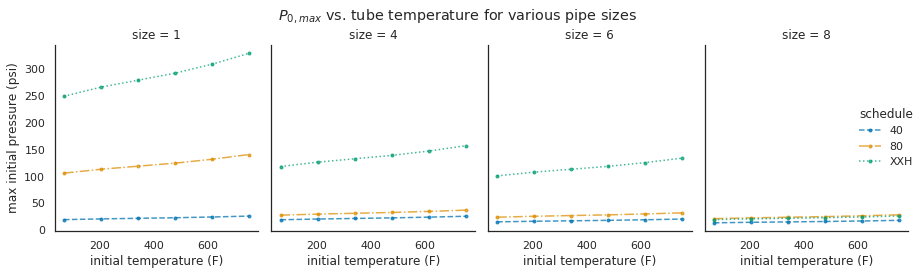 P0,max vs. tube temperature for various pipe sizes
size = 1
size = 4
size = 6
size = 8
max initial pressure (psi)
300
250
200
150
100
50
0
200 400 600
200 400 600
200 400 600
200 400 600
initial temperature (F)
initial temperature (F)
initial temperature (F)
initial temperature (F)
schedule
40
80
XXH